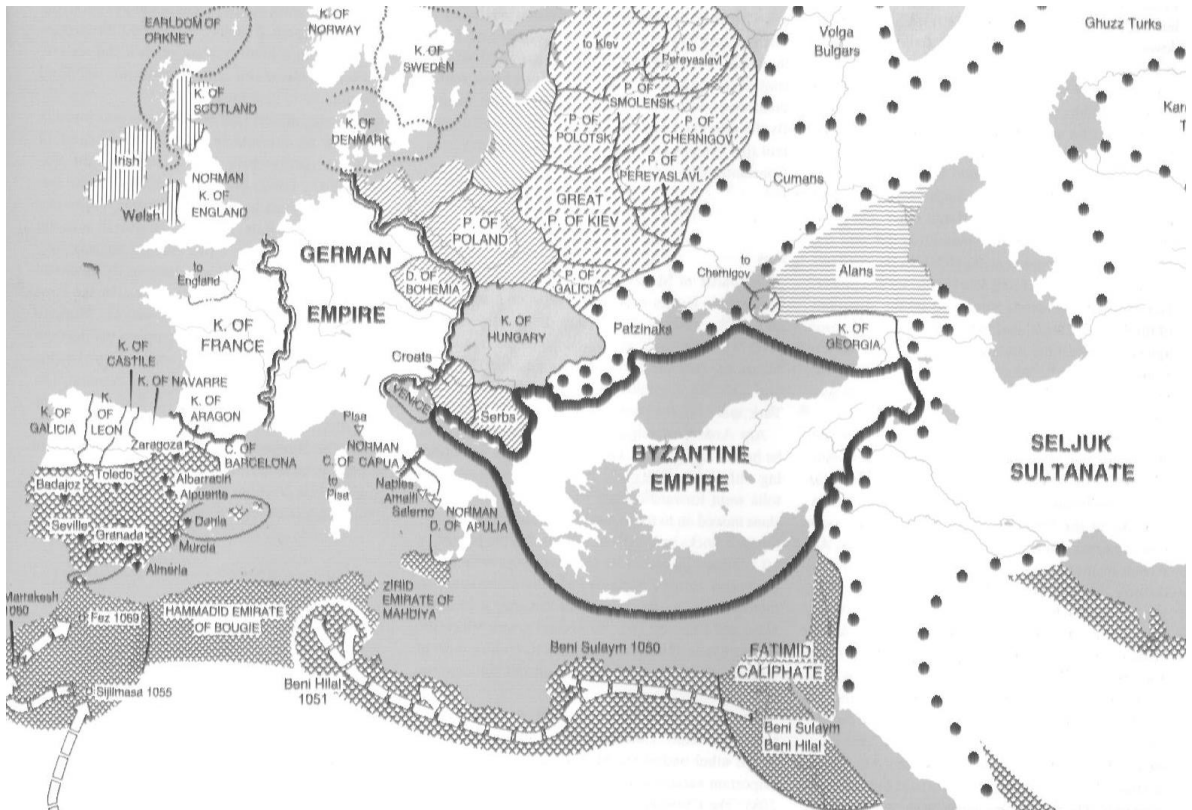 EARLDOM OF
ORKNEY
K. OF
NORWAY
K. OF
SWEDEN
to Kiev
to
Pereyaslavl
Volga
Bulgars
Ghuzz Turks
K. OF
SCOTLAND
P. OF
SMOLENSK
K. OF
DENMARK
P. OF
POLOTSK
P. OF
CHERNIGOV
Irish
P. OF
PEREYASLAVL
NORMAN
K. OF
ENGLAND
Cumans
Welsh
GREAT
P. OF KIEV
P. OF
POLAND
GERMAN
EMPIRE
to
England
D. OF
BOHEMIA
P. OF
GALICIA
to
Chernigov
Alans
K. OF
FRANCE
K. OF
HUNGARY
Patzinaks
K. OF
GEORGIA
K. OF
CASTILE
K. OF NAVARRE
Croats
VENICE
Serbs
K. OF
GALICIA
K.
OF
LEON
K. OF
ARAGON
Zaragoza
C. OF
BARCELONA
Pisa
NORMAN
C. OF CAPUA
to
Pisa
Naples
Amalfi
Salerno
NORMAN
D. OF APULIA
BYZANTINE
EMPIRE
SELJUK
SULTANATE
Badajoz
Toledo
Albarracin
Alpuente
Seville
Granada
Denia
Murcia
Almeria
Marrakesh
Fez 1069
HAMMADID EMIRATE
OF BOUGIE
ZIRID
EMIRATE OF
MAHDIYA
Sijilmasa 1055
Beni Hilal
1051
Beni Sulaym 1050
FATIMID
CALIPHATE
Beni Sulaym
Beni Hilal